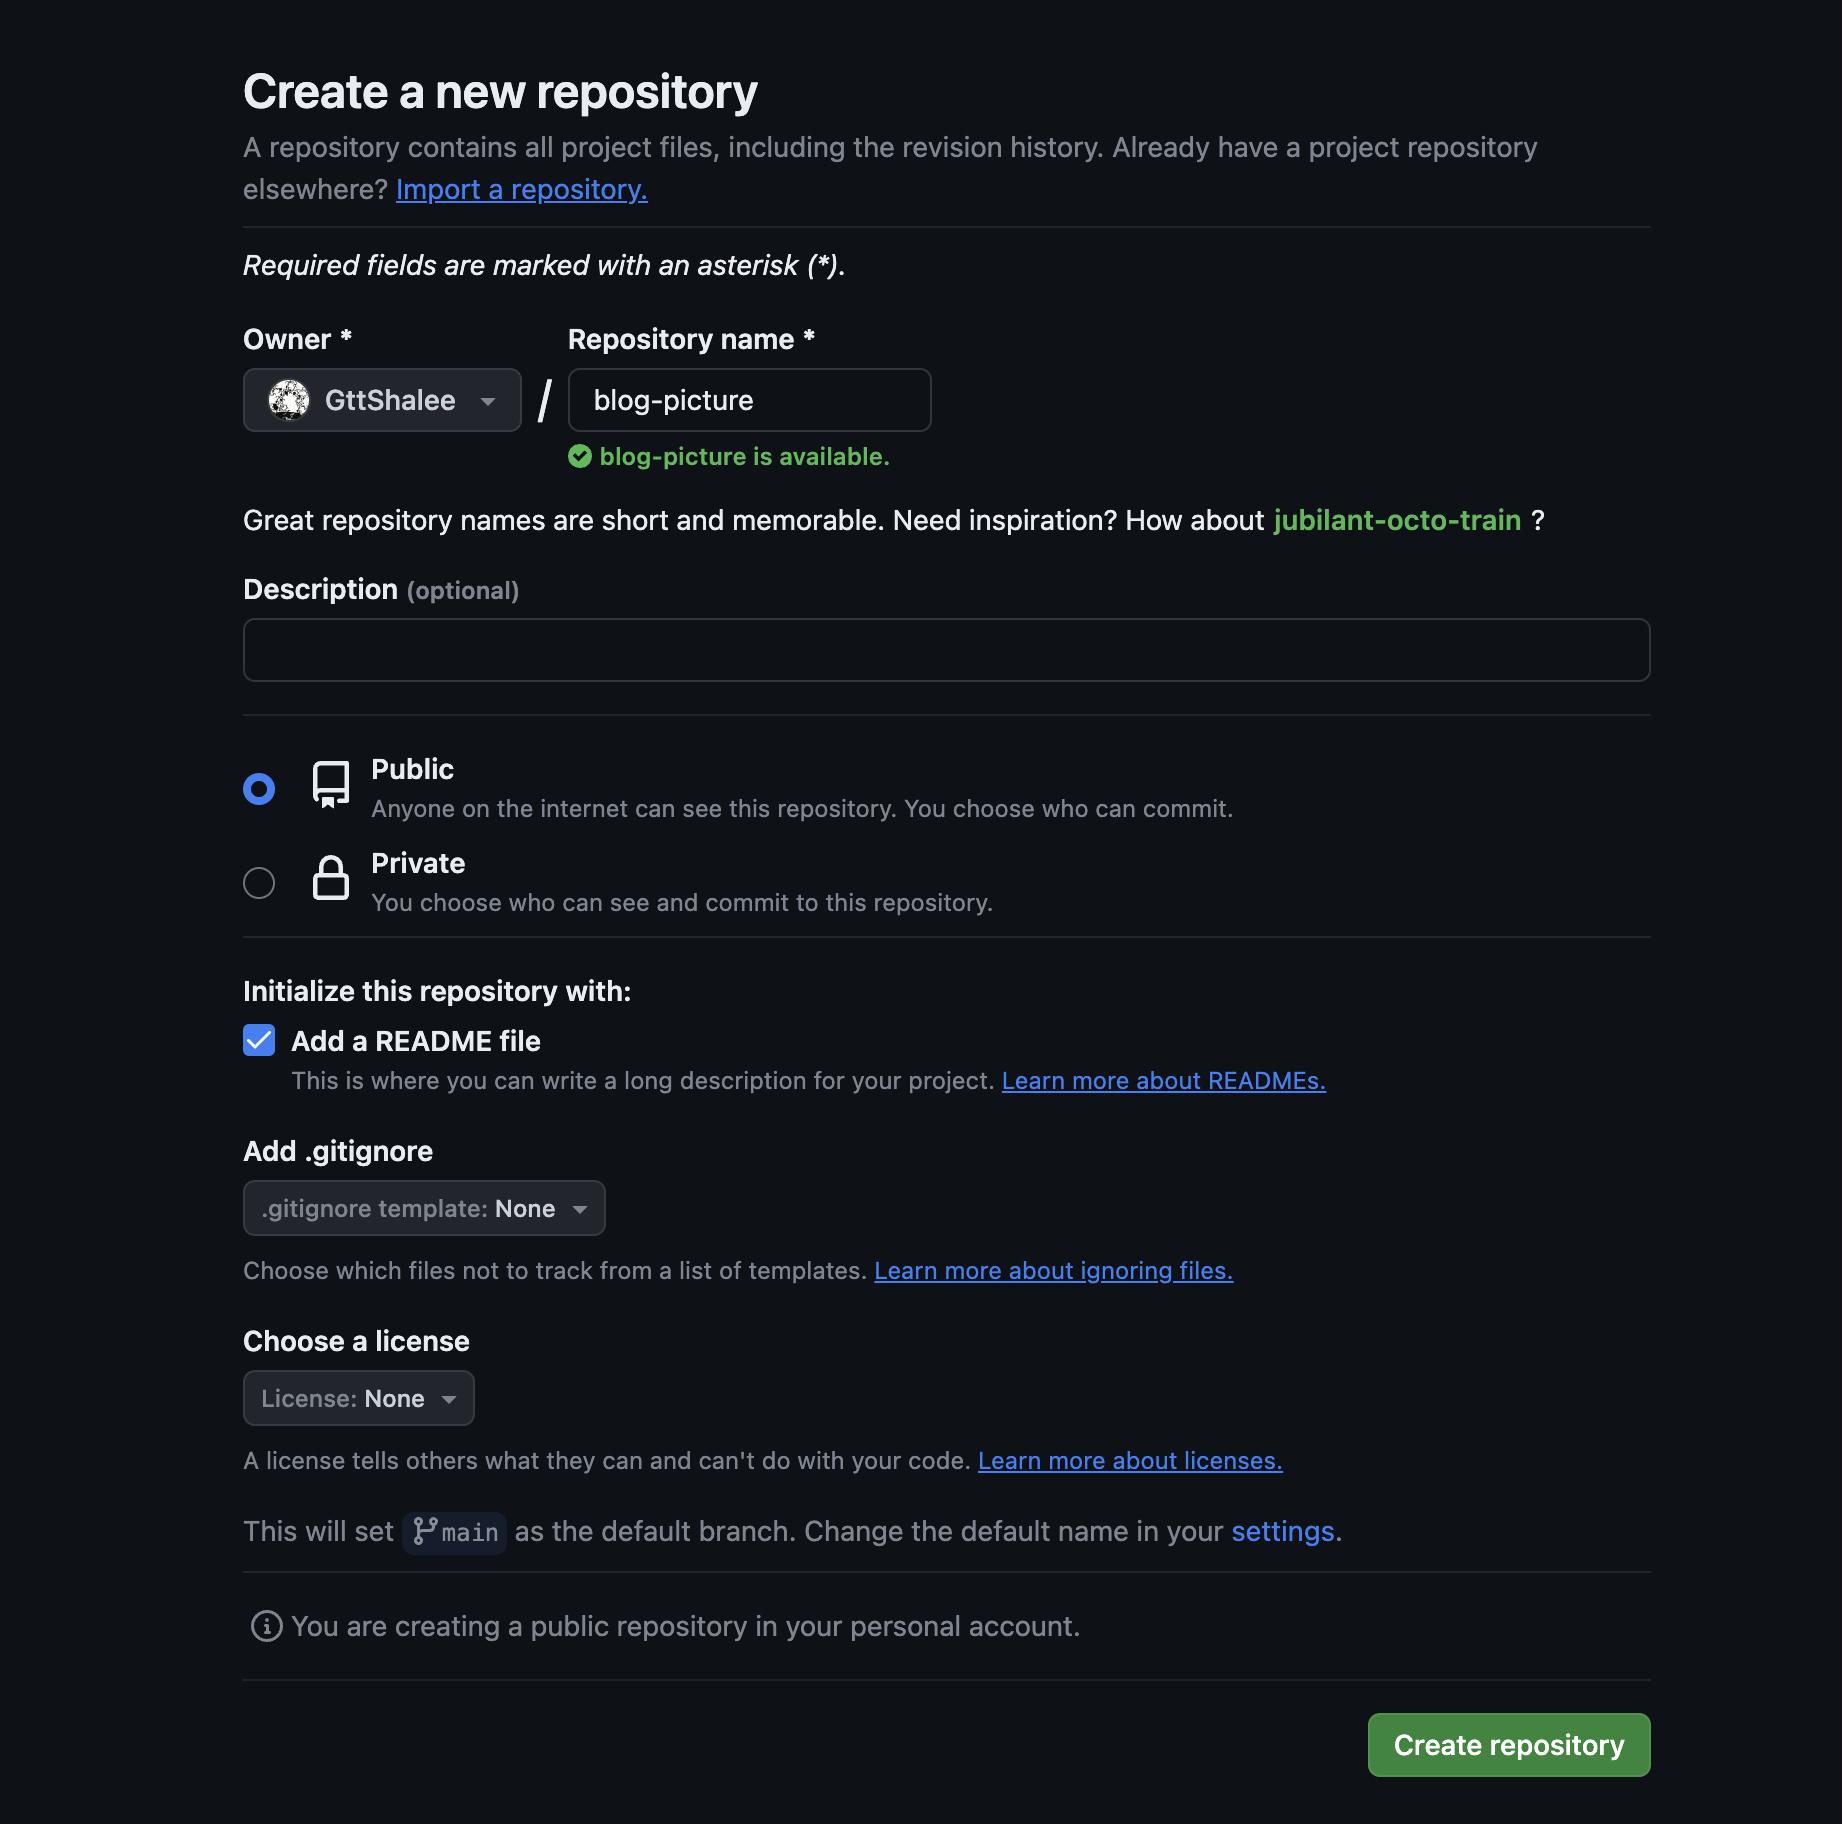 Create a new repository
A repository contains all project files, including the revision history. Already have a project repository
elsewhere? Import a repository.
Required fields are marked with an asterisk (*).
Owner * Repository name *
GttShalee / blog-picture
blog-picture is available.
Great repository names are short and memorable. Need inspiration? How about jubilant-octo-train ?
Description (optional)
Public
Anyone on the internet can see this repository. You choose who can commit.
Private
You choose who can see and commit to this repository.
Initialize this repository with:
Add a README file
This is where you can write a long description for your project. Learn more about READMEs.
Add .gitignore
.gitignore template: None
Choose which files not to track from a list of templates. Learn more about ignoring files.
Choose a license
License: None
A license tells others what they can and can't do with your code. Learn more about licenses.
This will set main as the default branch. Change the default name in your settings.
You are creating a public repository in your personal account.
Create repository